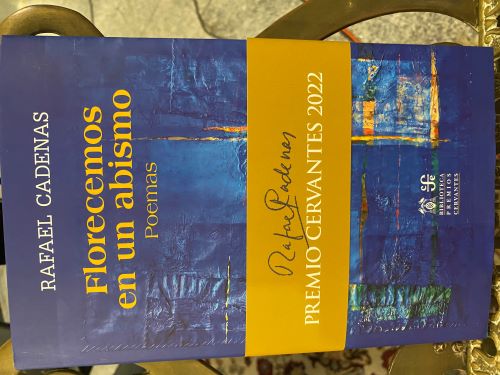 RAFAEL CADENAS
Florecemos
en un abismo
Poemas
Rafael Cadenas
PREMIO CERVANTES 2022
BIBLIOTECA
PREMIOS
CERVANTES